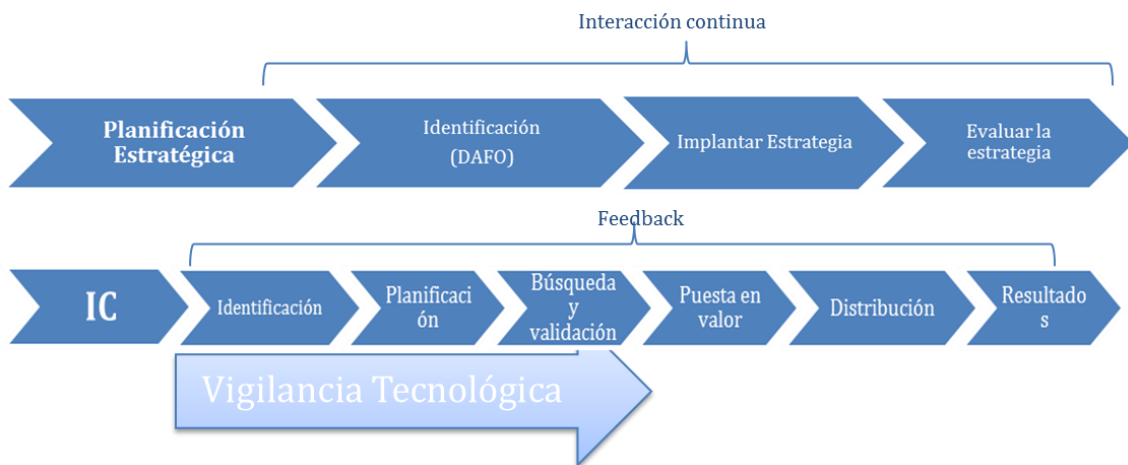 Interacción continua
Planificación
Estratégica
Identificación
(DAFO)
Implantar Estrategia
Evaluar la
estrategia
Feedback
IC
Identificación
Planificaci
ón
Búsqueda
y
validación
Puesta en
valor
Distribución
Resultado
s
Vigilancia Tecnológica